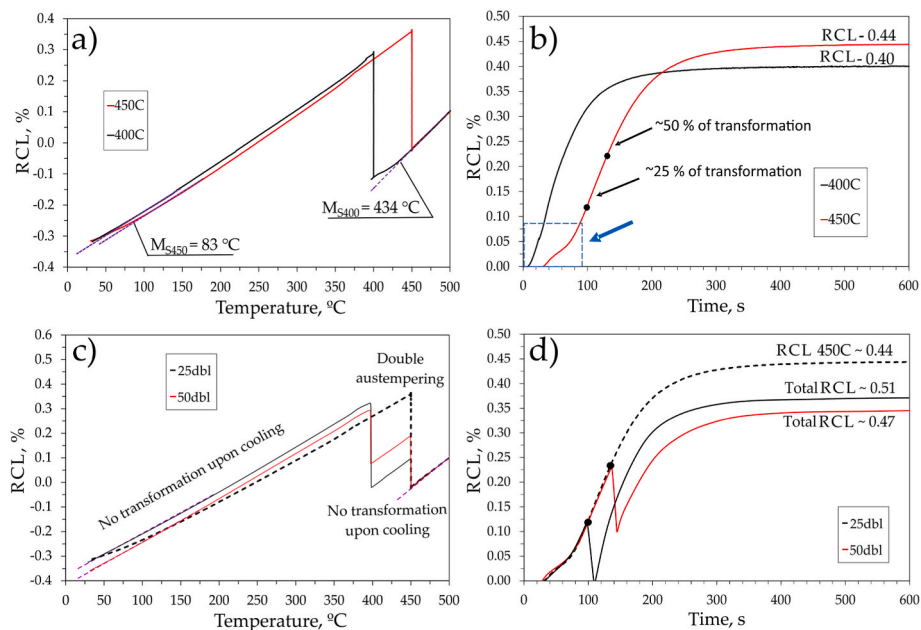 a)
RCL, %
0.4
0.3
0.2
0.1
0.0
-0.1
-0.2
-0.3
-0.4
450C
400C
M_S400 = 434 °C
M_S450 = 83 °C
0 50 100 150 200 250 300 350 400 450 500
Temperature, ºC
b)
RCL, %
0.50
0.45
0.40
0.35
0.30
0.25
0.20
0.15
0.10
0.05
0.00
RCL - 0.44
RCL - 0.40
~50 % of transformation
~25 % of transformation
400C
450C
0 100 200 300 400 500 600
Time, s
c)
RCL, %
0.6
0.5
0.4
0.3
0.2
0.1
0.0
-0.1
-0.2
-0.3
-0.4
25dbl
50dbl
Double
austempering
No transformation upon cooling
No transformation
upon cooling
0 50 100 150 200 250 300 350 400 450 500
Temperature, ºC
d)
RCL, %
0.50
0.45
0.40
0.35
0.30
0.25
0.20
0.15
0.10
0.05
0.00
RCL 450C ~ 0.44
Total RCL ~ 0.51
Total RCL ~ 0.47
25dbl
50dbl
0 100 200 300 400 500 600
Time, s